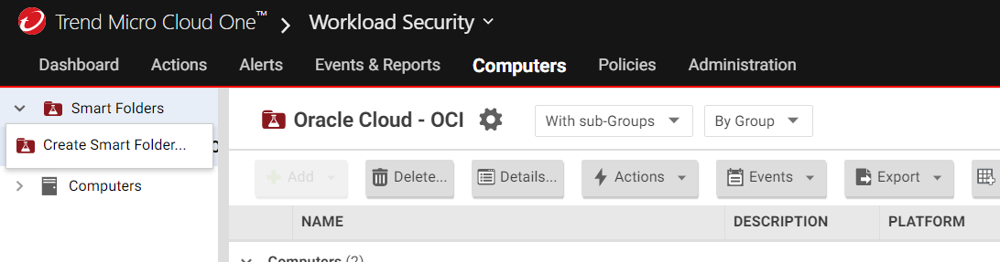 Trend Micro Cloud One™ Workload Security
Dashboard Actions Alerts Events & Reports Computers Policies Administration
Smart Folders
Create Smart Folder...
Computers
Oracle Cloud - OCI With sub-Groups By Group
Add Delete... Details... Actions Events Export
NAME DESCRIPTION PLATFORM
Computers (2)